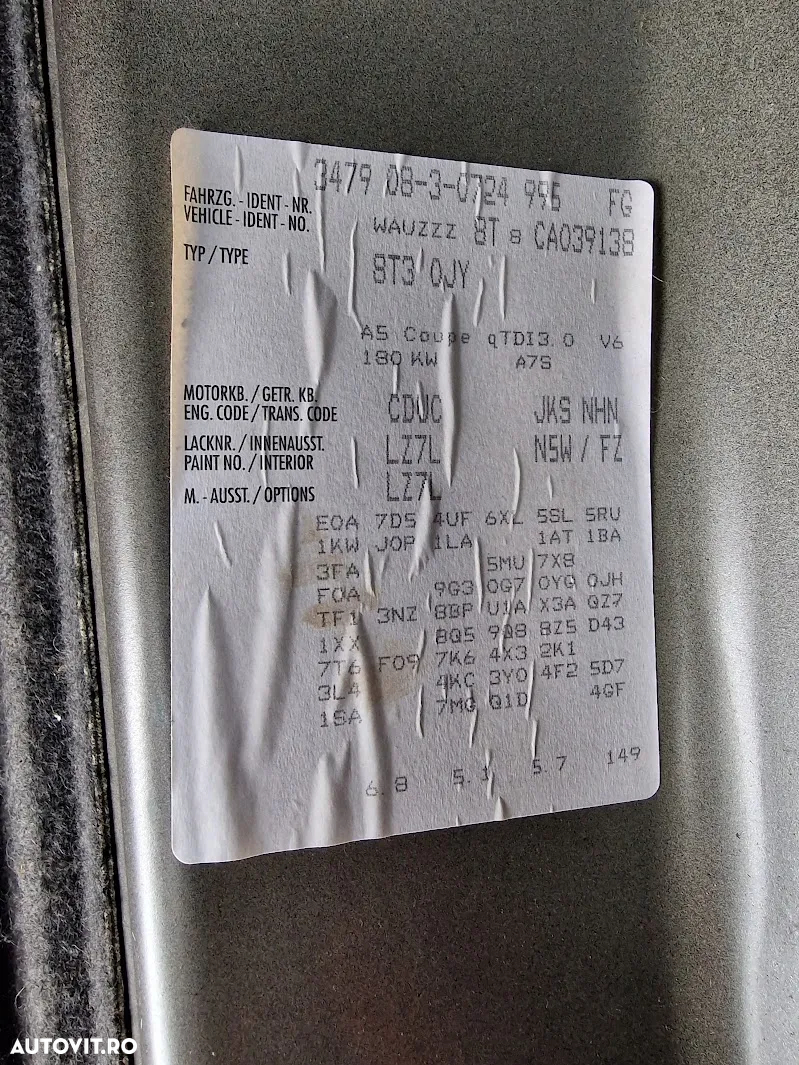 3479 08-3-0724 995 FG
FAHRZG. - IDENT - NR.
VEHICLE - IDENT - NO.
WAUZZZ 8T 8 CA039138
TYP / TYPE
8T3 0JY
A5 Coupe qTDI3.0 V6
180 KW A7S
MOTORKB. / GETR. KB.
ENG. CODE / TRANS. CODE
CDUC JKS NHN
LACKNR. / INNENAUSST.
PAINT NO. / INTERIOR
LZ7L N5W / FZ
M. - AUSST. / OPTIONS
LZ7L
E0A 7D5 4UF 6XL 5SL 5RU
1KW J0P 1LA 1AT 1BA
3FA 5MU 7X8
F0A 9G3 0G7 0YG 0JH
TF1 3NZ 8BP U1A X3A QZ7
1XX 8Q5 9Q8 8Z5 D43
7T6 F09 7K6 4X3 2K1
3L4 4KC 3Y0 4F2 5D7
1SA 7MG Q1D 4GF
6.8 5.1 5.7 149
AUTOVIT.RO